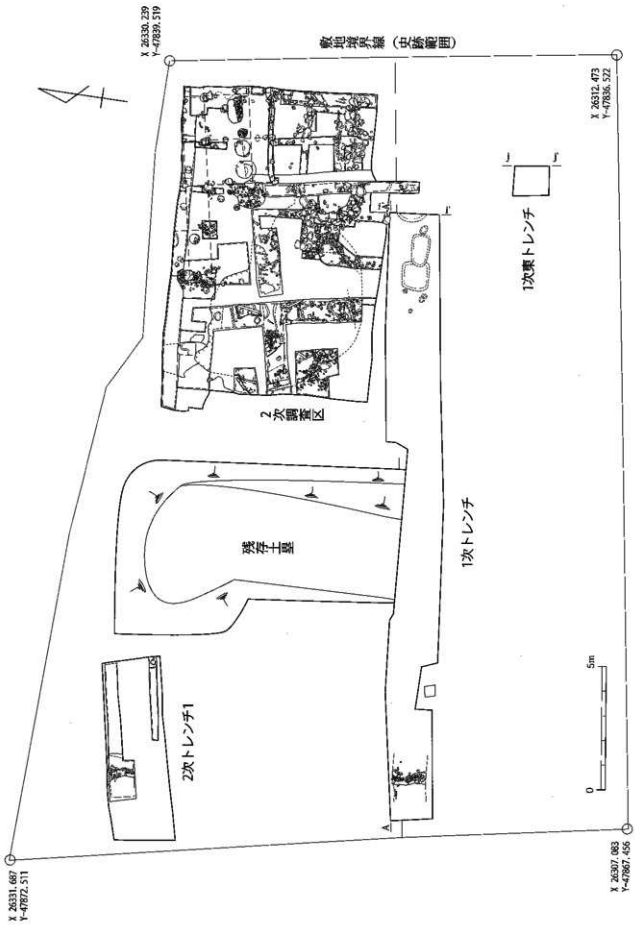 X 26330.239
Y-47839.519
敷地境界線（史跡範囲）
X 26312.473
Y-47836.522
J
J'
1次東トレンチ
2次調査区
A'
残存土塁
1次トレンチ
2次トレンチ1
0
5m
A
X 26331.687
Y-47872.511
X 26307.083
Y-47867.456